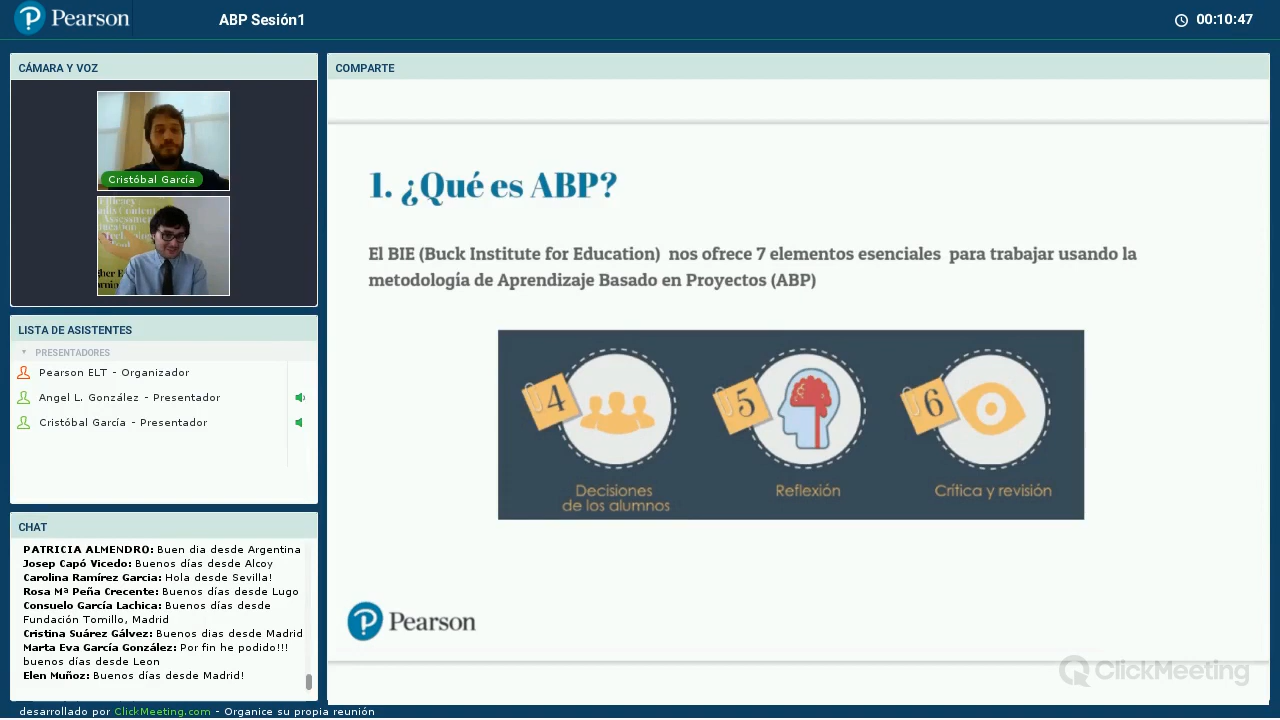 Pearson
ABP Sesión1
00:10:47
CÁMARA Y VOZ
Cristóbal García
LISTA DE ASISTENTES
PRESENTADORES
Pearson ELT - Organizador
Angel L. González - Presentador
Cristóbal García - Presentador
CHAT
PATRICIA ALMENDRO: Buen dia desde Argentina
Josep Capó Vicedo: Buenos días desde Alcoy
Carolina Ramírez Garcia: Hola desde Sevilla!
Rosa Mª Peña Crecente: Buenos días desde Lugo
Consuelo García Lachica: Buenos días desde
Fundación Tomillo, Madrid
Cristina Suárez Gálvez: Buenos dias desde Madrid
Marta Eva García González: Por fin he podido!!!
buenos días desde Leon
Elen Muñoz: Buenos días desde Madrid!
COMPARTE
1. ¿Qué es ABP?
El BIE (Buck Institute for Education) nos ofrece 7 elementos esenciales para trabajar usando la
metodología de Aprendizaje Basado en Proyectos (ABP)
4
5
6
Decisiones
de los alumnos
Reflexión
Crítica y revisión
Pearson
ClickMeeting
desarrollado por ClickMeeting.com - Organice su propia reunión